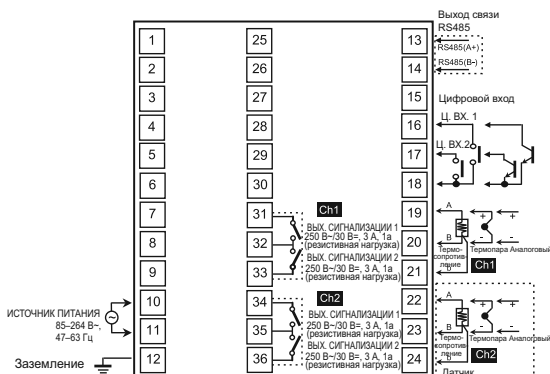 Выход связи
RS485
1 25 13 RS485(A+)
2 26 14 RS485(B-)
3 27 15 Цифровой вход
4 28 16 Ц. ВХ. 1
5 29 17 Ц. ВХ.2
6 30 18
7 31 Ch1 19 A + +
ВЫХ. СИГНАЛИЗАЦИИ 1
8 32 250 В~/30 В=, 3 А, 1а 20 B - -
(резистивная нагрузка)
Термо-сопротив-ление Термопара Аналоговый
ВЫХ. СИГНАЛИЗАЦИИ 2
9 33 250 В~/30 В=, 3 А, 1а 21 B Ch1
(резистивная нагрузка)
10 34 Ch2 22 A + +
ИСТОЧНИК ПИТАНИЯ
85–264 В~,
47–63 Гц
ВЫХ. СИГНАЛИЗАЦИИ 1
11 35 250 В~/30 В=, 3 А, 1а 23 B - -
(резистивная нагрузка)
Термо-сопротив-ление Термопара Аналоговый
ВЫХ. СИГНАЛИЗАЦИИ 2
Заземление 12 36 250 В~/30 В=, 3 А, 1а 24 B Ch2
(резистивная нагрузка)
Датчик